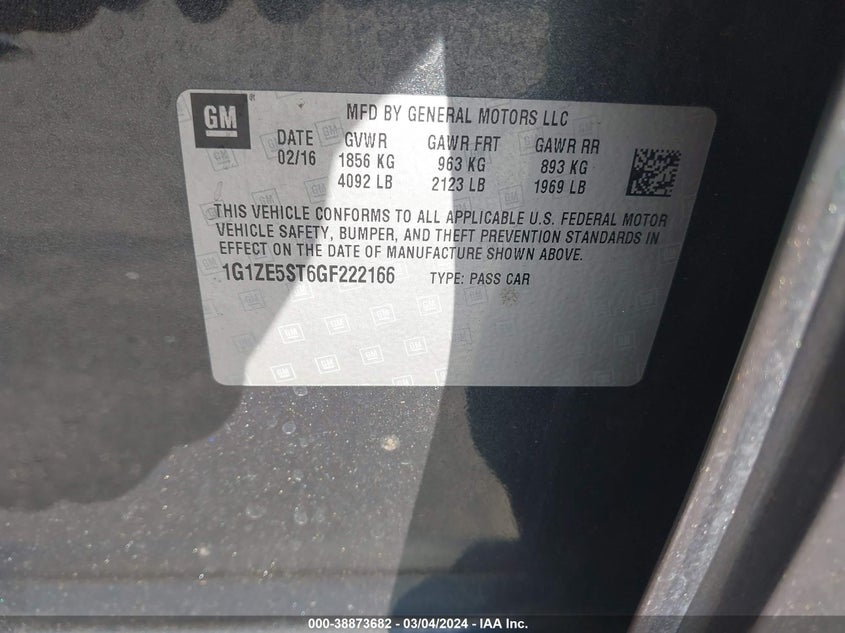 GM ®
MFD BY GENERAL MOTORS LLC
DATE GVWR GAWR FRT GAWR RR
02/16 1856 KG 963 KG 893 KG
4092 LB 2123 LB 1969 LB
THIS VEHICLE CONFORMS TO ALL APPLICABLE U.S. FEDERAL MOTOR
VEHICLE SAFETY, BUMPER, AND THEFT PREVENTION STANDARDS IN
EFFECT ON THE DATE OF MANUFACTURE SHOWN ABOVE.
1G1ZE5ST6GF222166 TYPE: PASS CAR
000-38873682 - 03/04/2024 - IAA Inc.